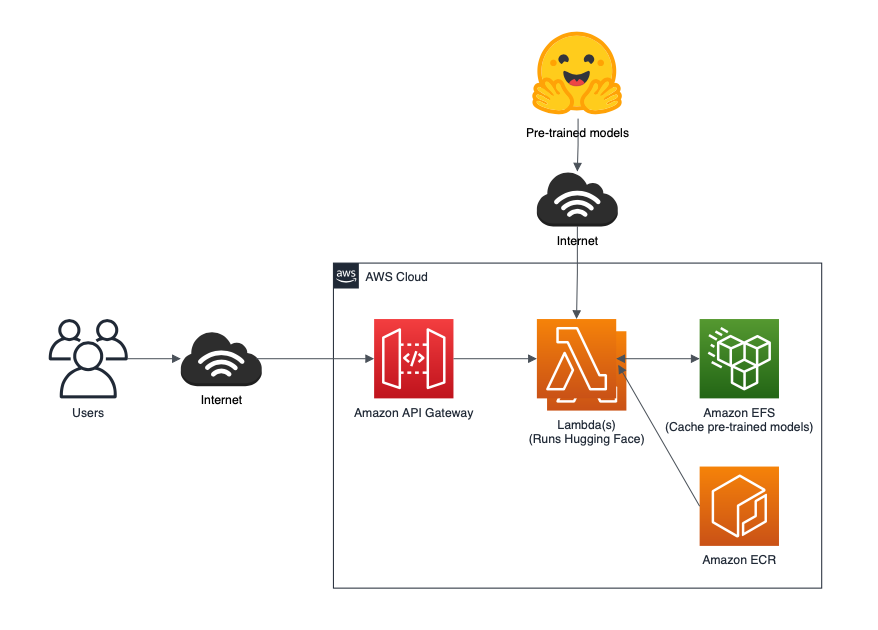 Pre-trained models
Internet
aws
AWS Cloud
</>
Users
Internet
Amazon API Gateway
Lambda(s)
(Runs Hugging Face)
Amazon EFS
(Cache pre-trained models)
Amazon ECR